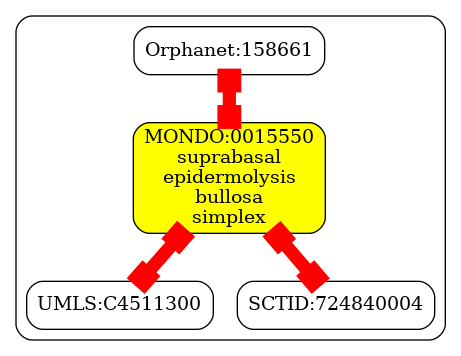 Orphanet:158661
MONDO:0015550
suprabasal
epidermolysis
bullosa
simplex
UMLS:C4511300
SCTID:724840004